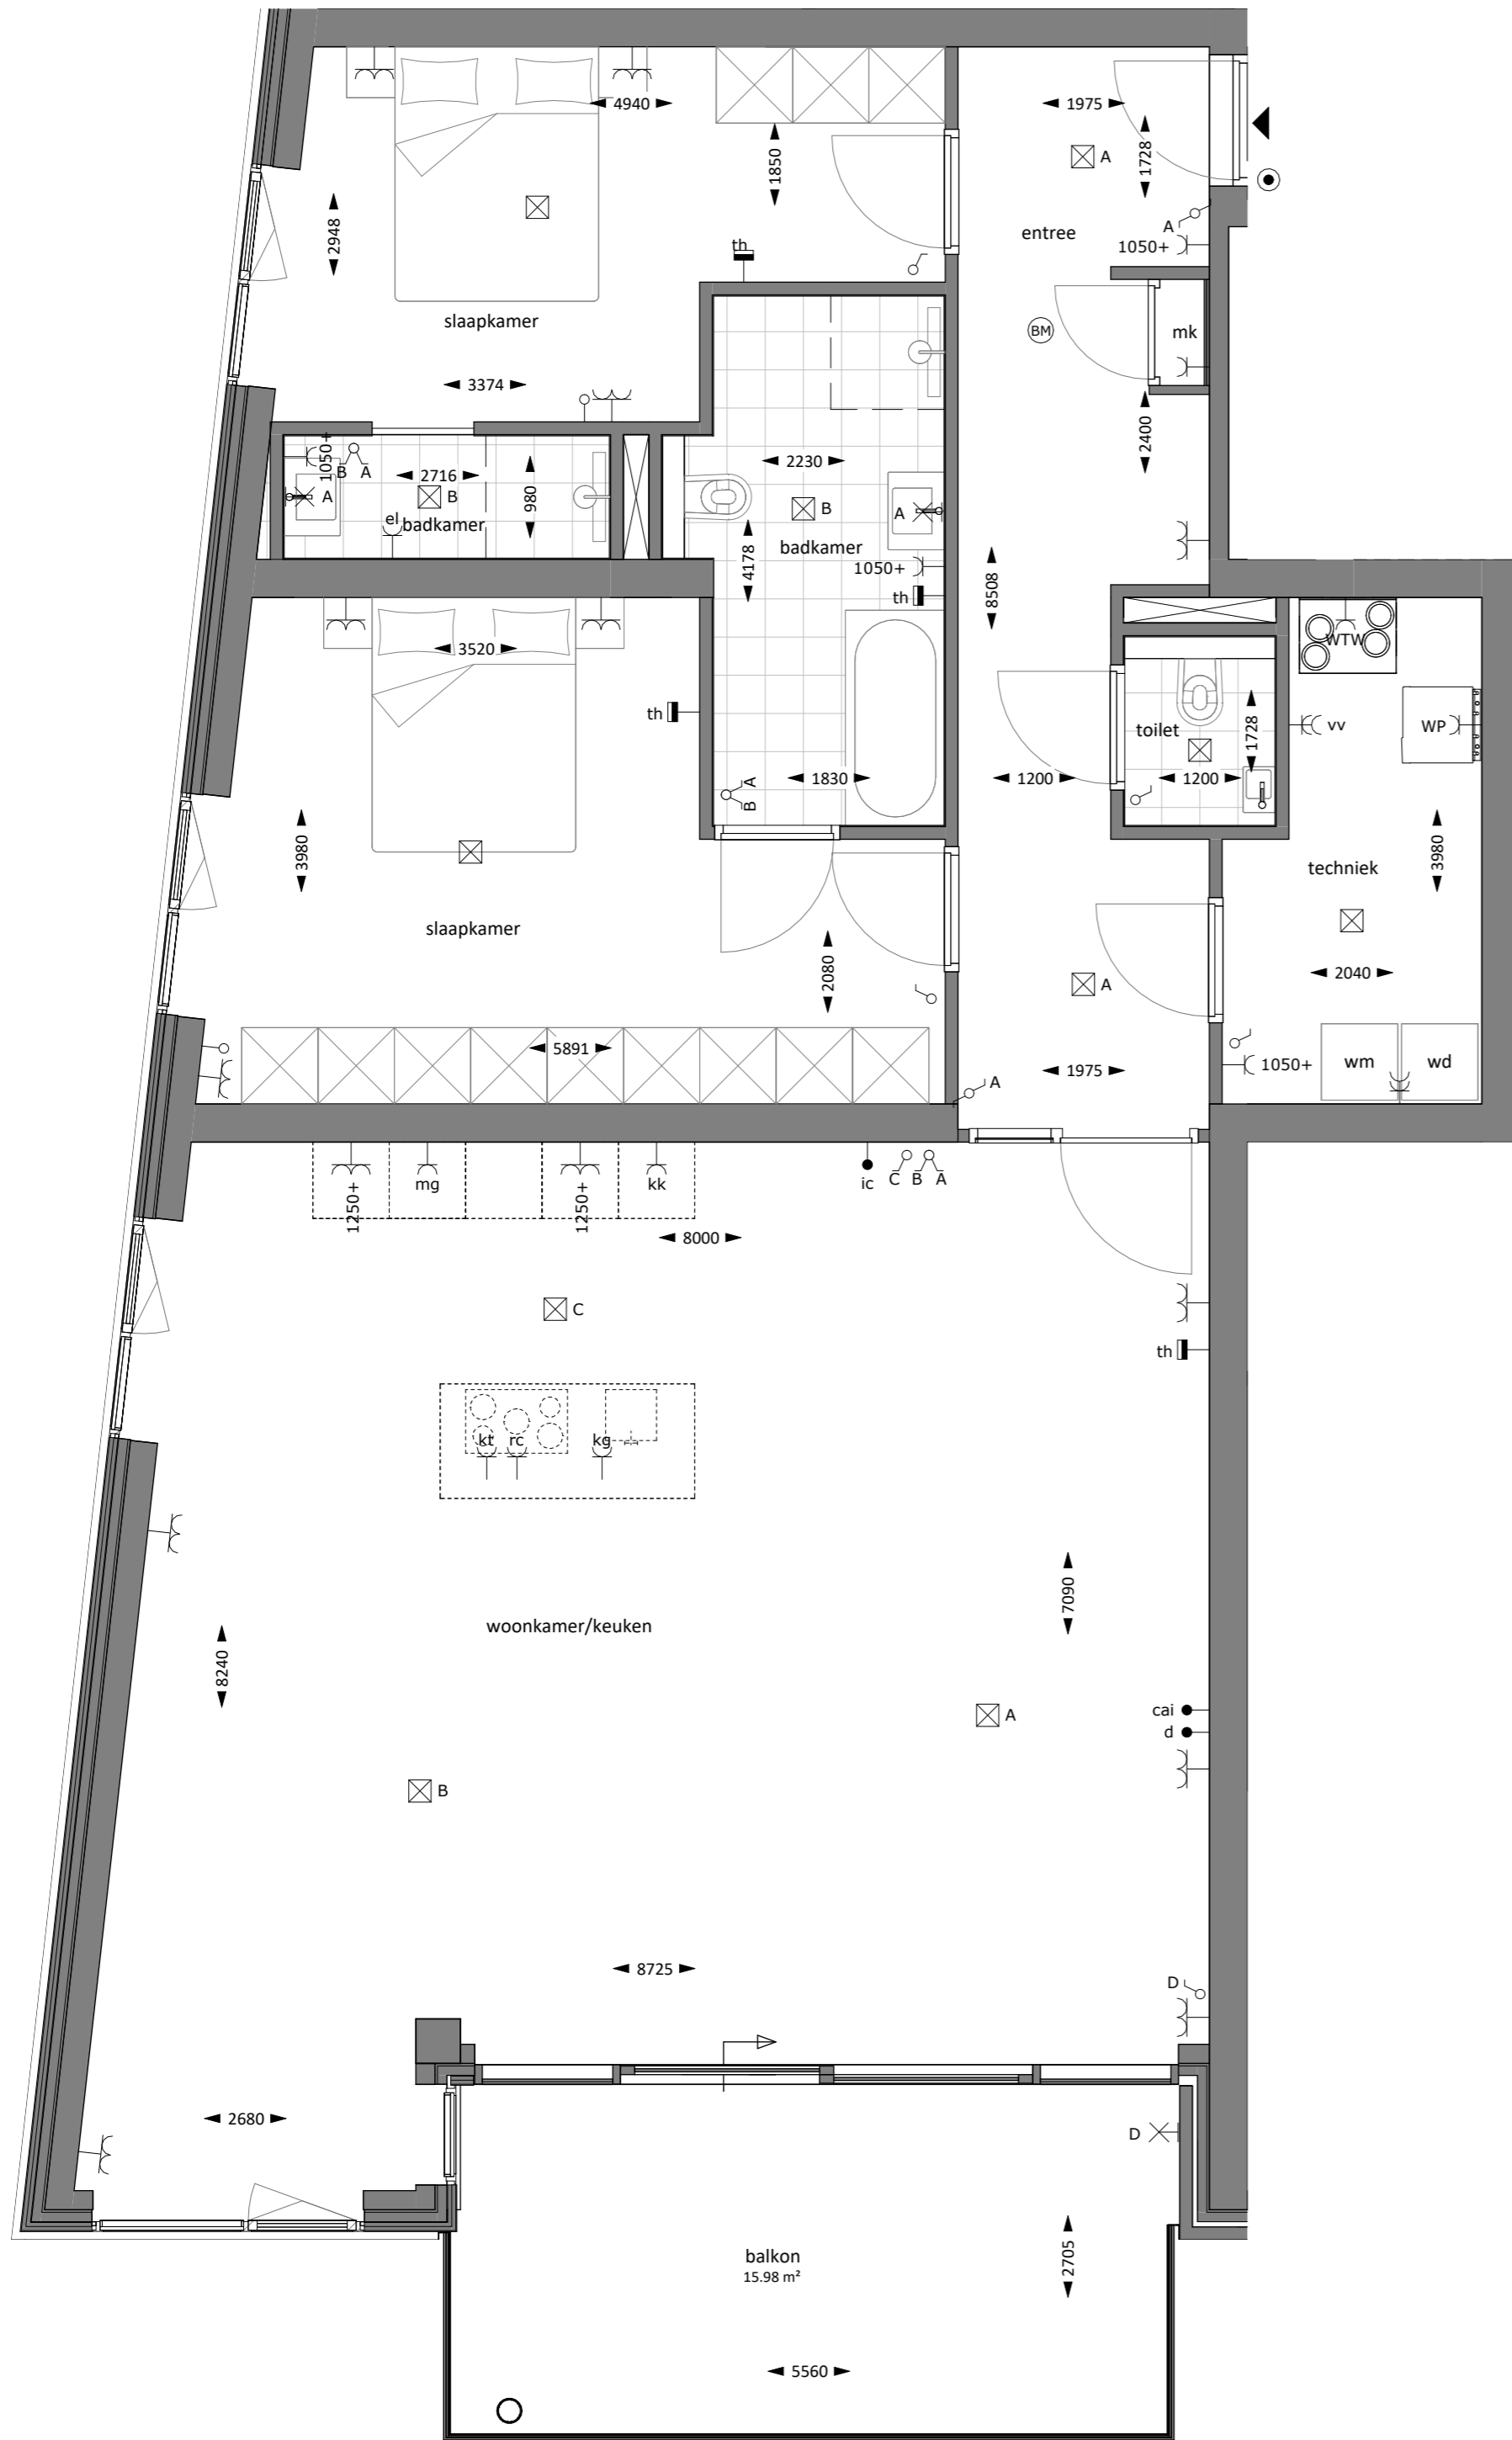 4940
1975
A
1728
1850
A
2948
entree
1050+
th
slaapkamer
BM
mk
3374
2400
1050+
B A
2716
2230
A
B
980
B
A
el
badkamer
badkamer
4178
1050+
8508
th
3520
WTW
th
toilet
1728
vv
WP
1830
1200
1200
A
B
3980
3980
techniek
slaapkamer
2080
2040
A
5891
wm
wd
1050+
1975
A
ic
C B A
mg
kk
1250+
1250+
8000
C
th
kt
rc
kg
7090
woonkamer/keuken
8240
cai
A
d
B
8725
D
2680
D
balkon
15.98 m²
2705
5560